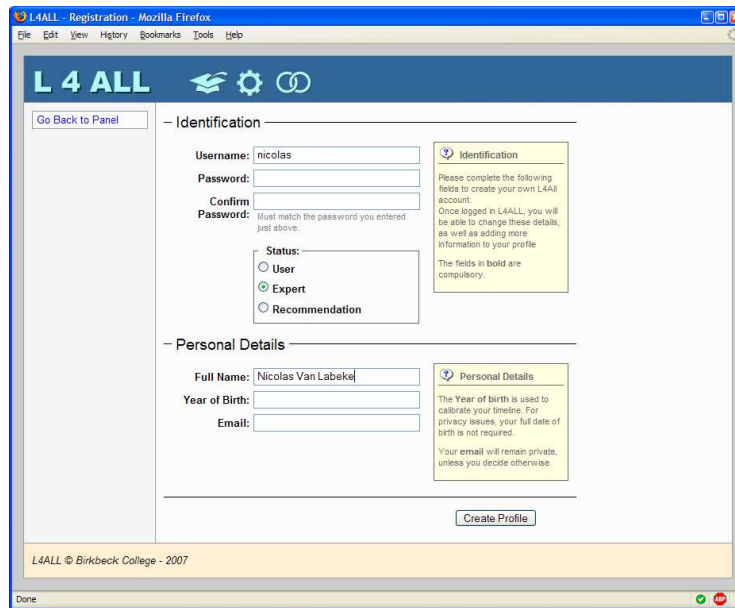 L4ALL - Registration - Mozilla Firefox
File Edit View History Bookmarks Tools Help
L 4 ALL
Go Back to Panel
Identification
Username: nicolas
Password:
Confirm
Password:
Must match the password you entered
just above.
Status:
User
Expert
Recommendation
Identification
Please complete the following
fields to create your own L4All
account.
Once logged in L4ALL, you will
be able to change these details,
as well as adding more
information to your profile
The fields in bold are
compulsory.
Personal Details
Full Name: Nicolas Van Labeke
Year of Birth:
Email:
Personal Details
The Year of birth is used to
calibrate your timeline. For
privacy issues, your full date of
birth is not required.
Your email will remain private,
unless you decide otherwise.
Create Profile
L4ALL © Birkbeck College - 2007
Done
ABP